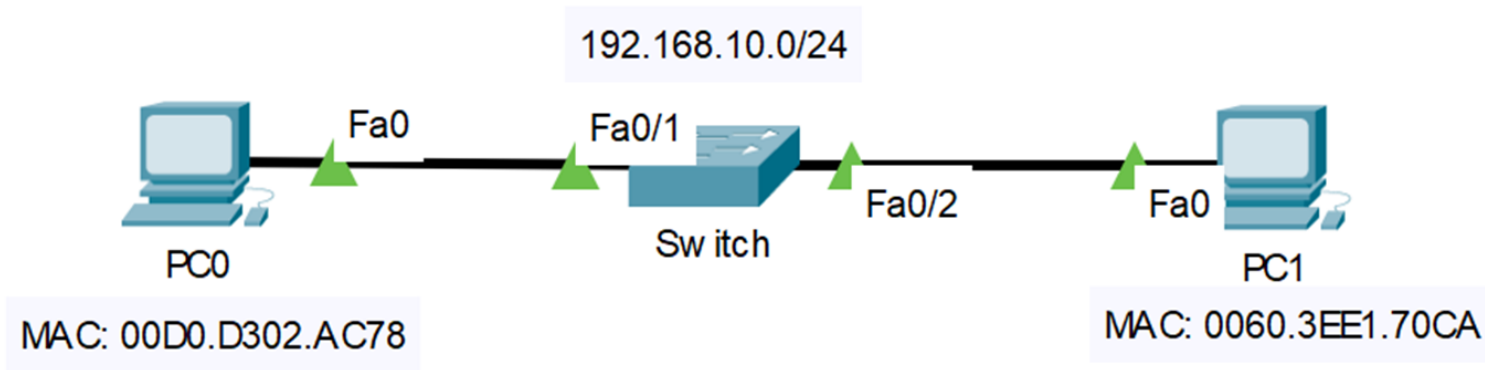 192.168.10.0/24
Fa0
Fa0/1
Fa0/2
Fa0
Switch
PC0
PC1
MAC: 00D0.D302.AC78
MAC: 0060.3EE1.70CA